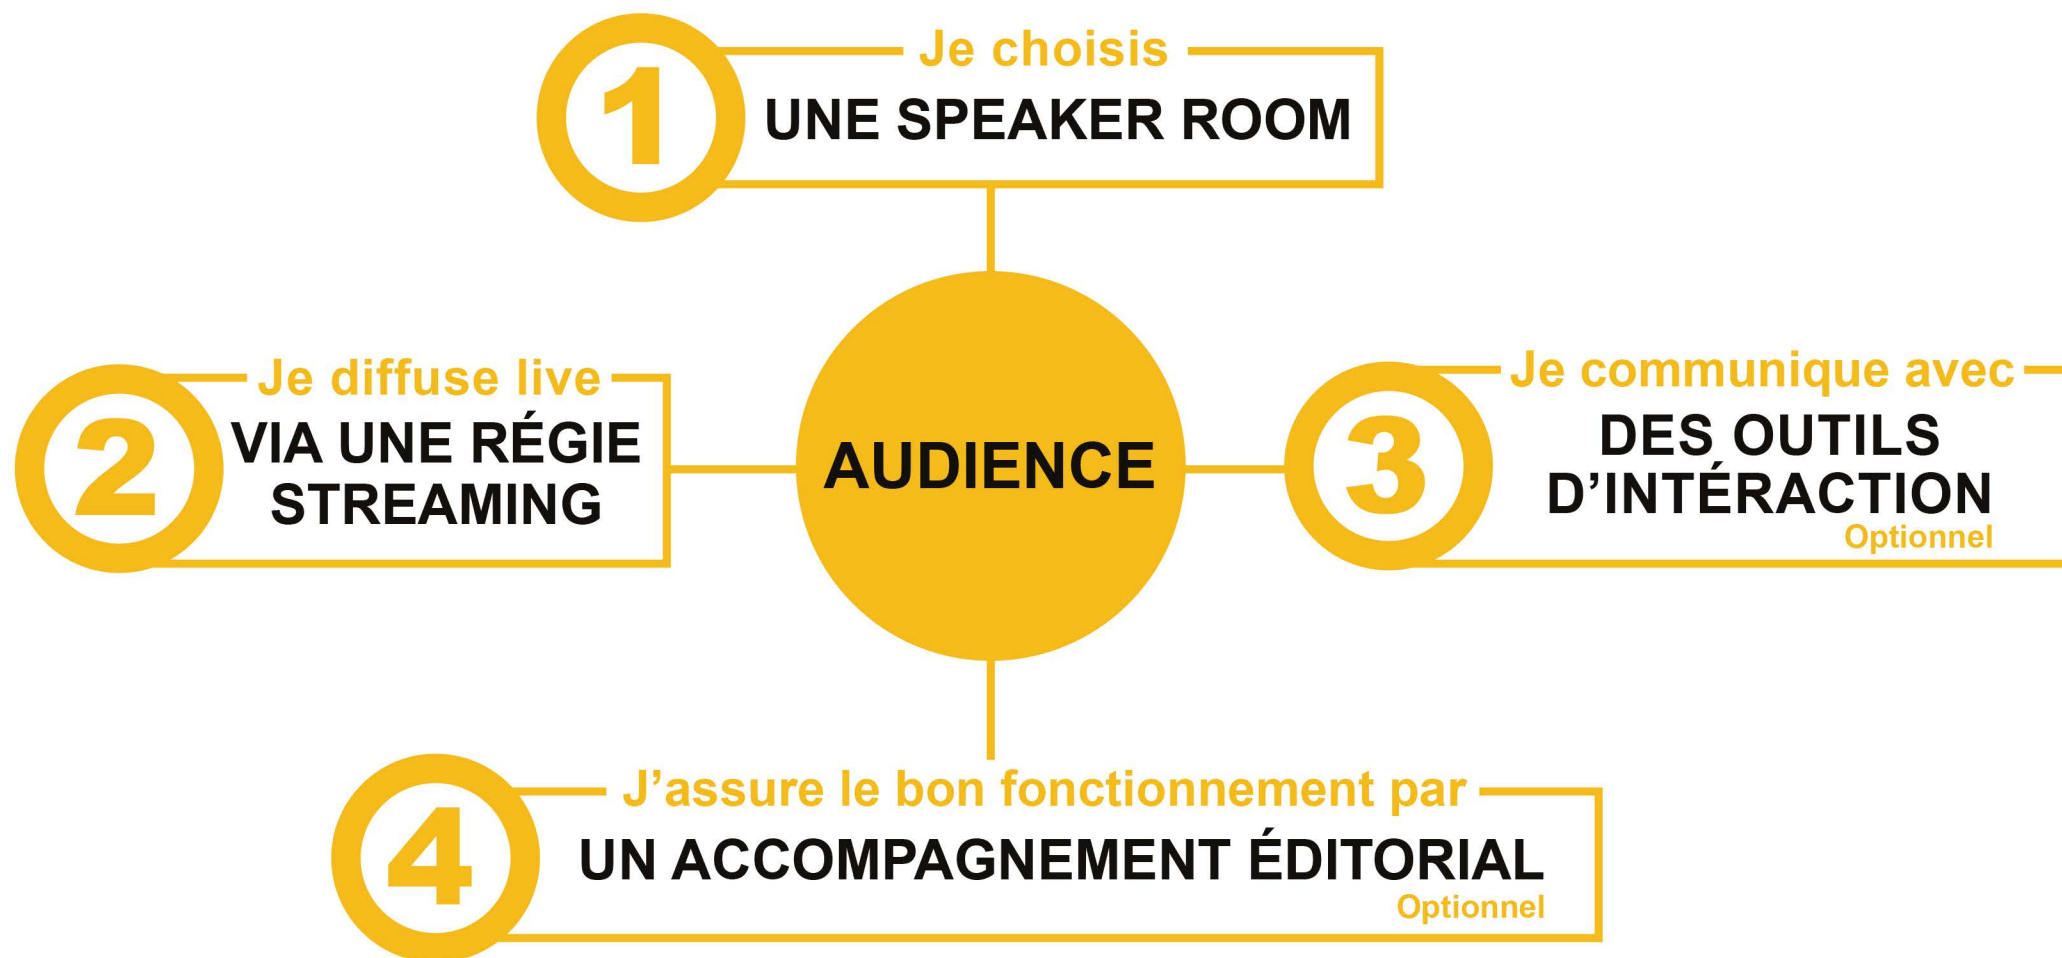 1
Je choisis
UNE SPEAKER ROOM
2
Je diffuse live
VIA UNE RÉGIE
STREAMING
AUDIENCE
3
Je communique avec
DES OUTILS
D’INTÉRACTION
Optionnel
4
J’assure le bon fonctionnement par
UN ACCOMPAGNEMENT ÉDITORIAL
Optionnel